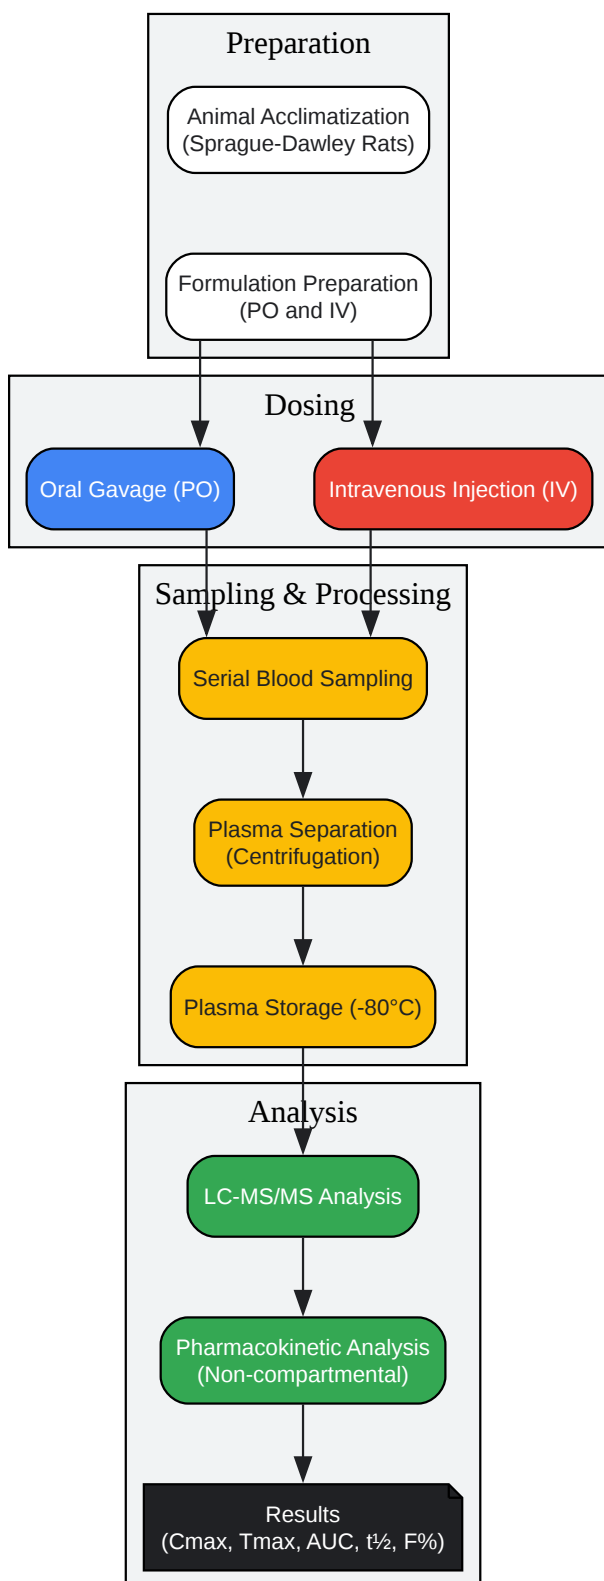 Preparation
Animal Acclimatization
(Sprague-Dawley Rats)
Formulation Preparation
(PO and IV)
Dosing
Oral Gavage (PO)
Intravenous Injection (IV)
Sampling & Processing
Serial Blood Sampling
Plasma Separation
(Centrifugation)
Plasma Storage (-80°C)
Analysis
LC-MS/MS Analysis
Pharmacokinetic Analysis
(Non-compartmental)
Results
(Cmax, Tmax, AUC, t½, F%)